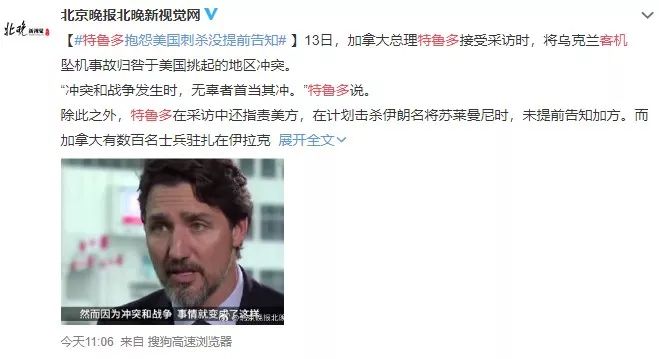 北京晚报北晚新视觉网
北晚新视觉
【#特鲁多抱怨美国刺杀没提前告知# 】13日，加拿大总理特鲁多接受采访时，将乌克兰客机
坠机事故归咎于美国挑起的地区冲突。
“冲突和战争发生时，无辜者首当其冲。”特鲁多说。
除此之外，特鲁多在采访中还指责美方，在计划击杀伊朗名将苏莱曼尼时，未提前告知加方。而
加拿大有数百名士兵驻扎在伊拉克 展开全文
然而因为冲突和战争 事情就变成了这样
今天11:06 来自 搜狗高速浏览器